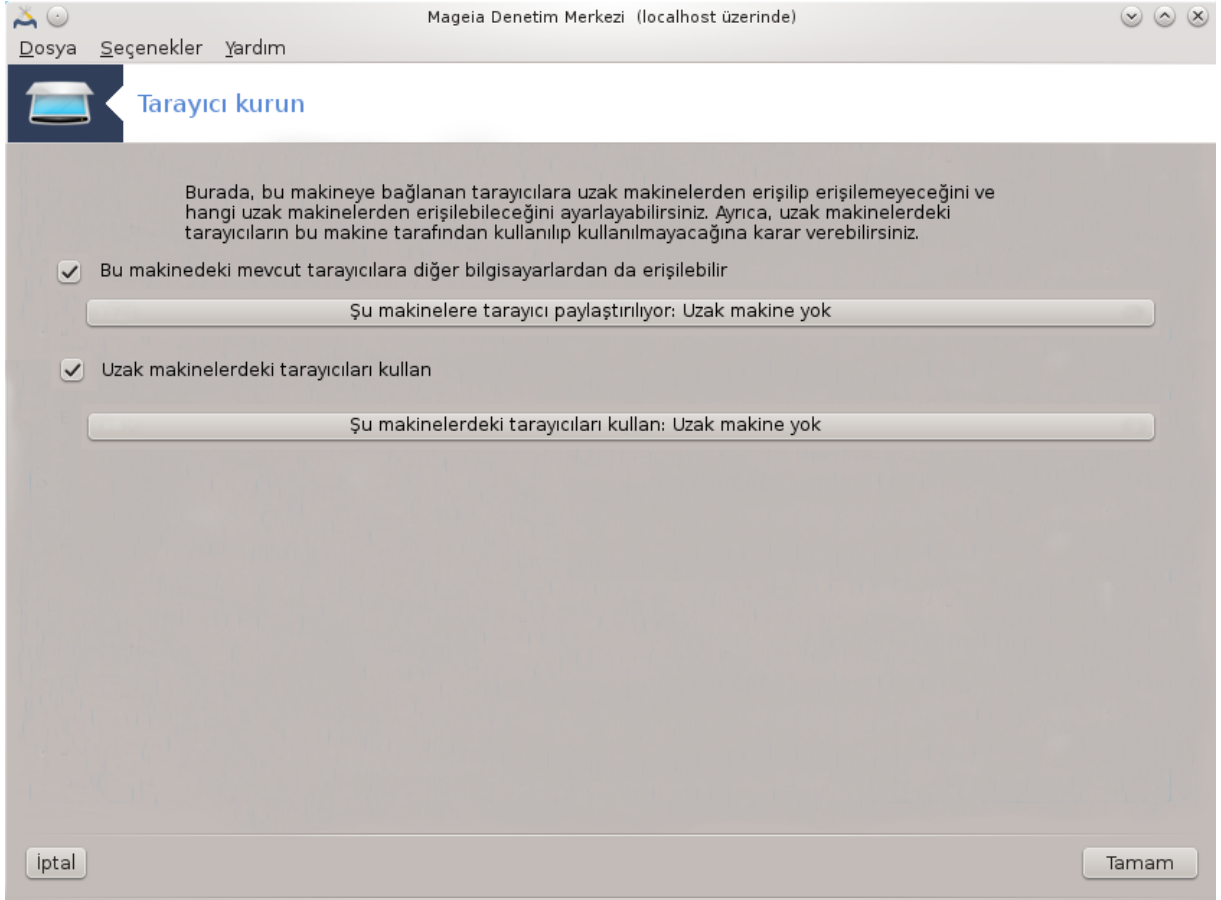 Mageia Denetim Merkezi (localhost üzerinde)
Dosya Seçenekler Yardım
Tarayıcı kurun
Burada, bu makineye bağlanan tarayıcılara uzak makinelerden erişilip erişilemeyeceğini ve
hangi uzak makinelerden erişilebileceğini ayarlayabilirsiniz. Ayrıca, uzak makinelerdeki
tarayıcıların bu makine tarafından kullanılıp kullanılmayacağına karar verebilirsiniz.
Bu makinedeki mevcut tarayıcılara diğer bilgisayarlardan da erişilebilir
Şu makinelere tarayıcı paylaştırılıyor: Uzak makine yok
Uzak makinelerdeki tarayıcıları kullan
Şu makinelerdeki tarayıcıları kullan: Uzak makine yok
İptal Tamam